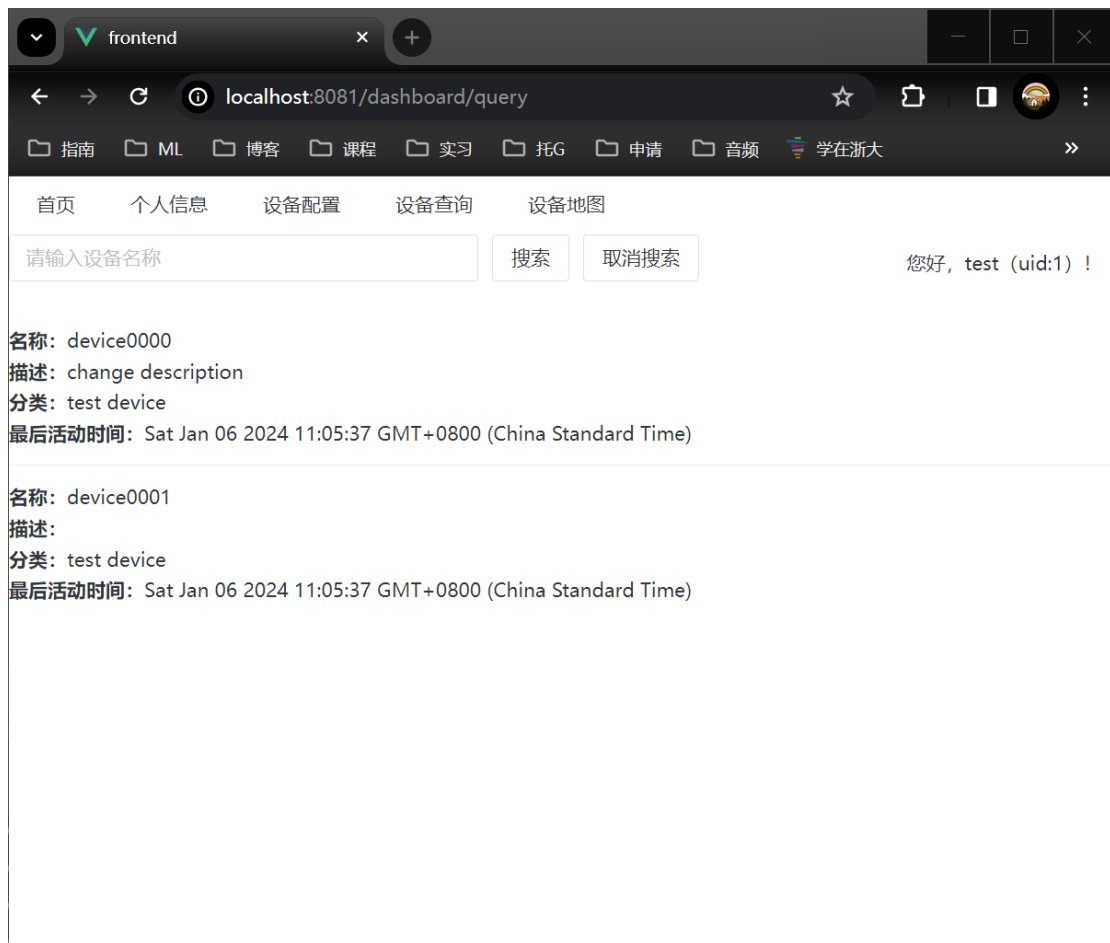 frontend
localhost:8081/dashboard/query
指南 ML 博客 课程 实习 托G 申请 音频 学在浙大
首页 个人信息 设备配置 设备查询 设备地图
请输入设备名称 搜索 取消搜索 您好，test（uid:1）！
名称：device0000
描述：change description
分类：test device
最后活动时间：Sat Jan 06 2024 11:05:37 GMT+0800 (China Standard Time)
名称：device0001
描述：
分类：test device
最后活动时间：Sat Jan 06 2024 11:05:37 GMT+0800 (China Standard Time)